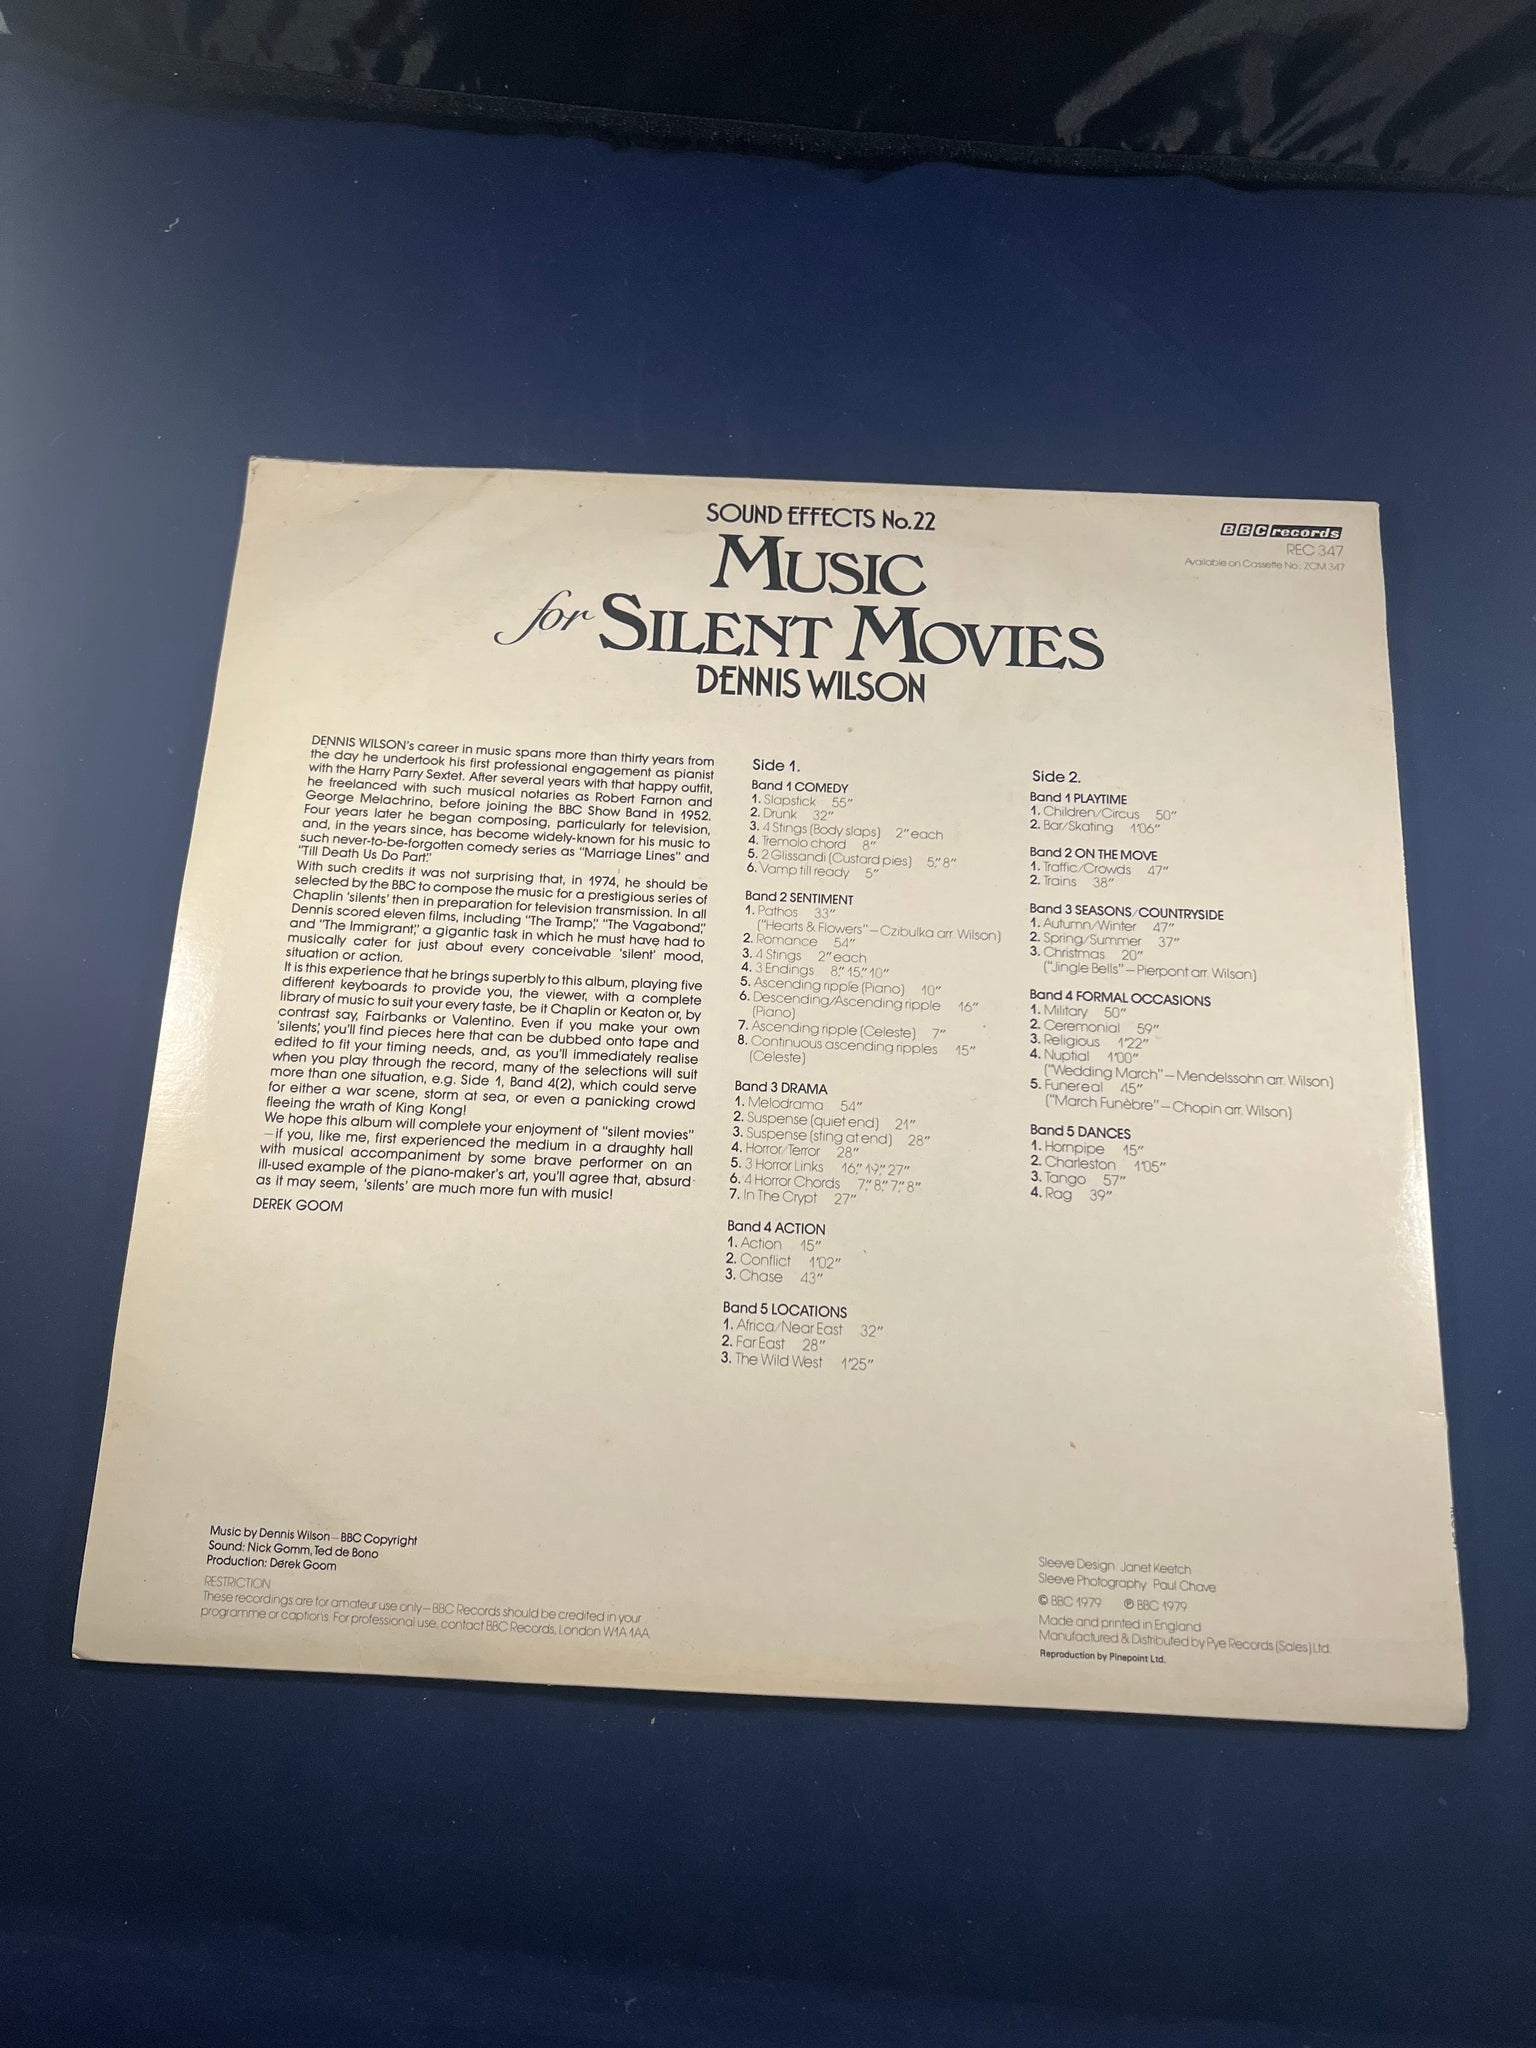 SOUND EFFECTS No.22
MUSIC
for SILENT MOVIES
DENNIS WILSON
BBC records
REC 347
Available on Cassette No: ZCM 347
DENNIS WILSON's career in music spans more than thirty years from
the day he undertook his first professional engagement as pianist
with the Harry Parry Sextet. After several years with that happy outfit,
he freelanced with such musical notaries as Robert Farnon and
George Melachrino, before joining the BBC Show Band in 1952.
Four years later he began composing, particularly for television,
and, in the years since, has become widely-known for his music to
such never-to-be-forgotten comedy series as "Marriage Lines" and
"Till Death Us Do Part."
With such credits it was not surprising that, in 1974, he should be
selected by the BBC to compose the music for a prestigious series of
Chaplin 'silents' then in preparation for television transmission. In all
Dennis scored eleven films, including "The Tramp," "The Vagabond,"
and "The Immigrant," a gigantic task in which he must have had to
musically cater for just about every conceivable 'silent' mood,
situation or action.
It is this experience that he brings superbly to this album, playing five
different keyboards to provide you, the viewer, with a complete
library of music to suit your every taste, be it Chaplin or Keaton or, by
contrast say, Fairbanks or Valentino. Even if you make your own
'silents,' you'll find pieces here that can be dubbed onto tape and
edited to fit your timing needs, and, as you'll immediately realise
when you play through the record, many of the selections will suit
more than one situation, e.g. Side 1, Band 4(2), which could serve
for either a war scene, storm at sea, or even a panicking crowd
fleeing the wrath of King Kong!
We hope this album will complete your enjoyment of "silent movies"
—if you, like me, first experienced the medium in a draughty hall
with musical accompaniment by some brave performer on an
ill-used example of the piano-maker's art, you'll agree that, absurd
as it may seem, 'silents' are much more fun with music!
DEREK GOOM
Side 1.
Band 1 COMEDY
1. Slapstick 55"
2. Drunk 32"
3. 4 Stings (Body slaps) 2" each
4. Tremolo chord 8"
5. 2 Glissandi (Custard pies) 5", 8"
6. Vamp till ready 5"
Band 2 SENTIMENT
1. Pathos 33"
("Hearts & Flowers" — Czibulka arr. Wilson)
2. Romance 54"
3. 4 Stings 2" each
4. 3 Endings 8", 15", 10"
5. Ascending ripple (Piano) 10"
6. Descending/Ascending ripple 16"
(Piano)
7. Ascending ripple (Celeste) 7"
8. Continuous ascending ripples 15"
(Celeste)
Band 3 DRAMA
1. Melodrama 54"
2. Suspense (quiet end) 21"
3. Suspense (sting at end) 28"
4. Horror/Terror 28"
5. 3 Horror Links 16", 19", 27"
6. 4 Horror Chords 7", 8", 7", 8"
7. In The Crypt 27"
Band 4 ACTION
1. Action 15"
2. Conflict 1'02"
3. Chase 43"
Band 5 LOCATIONS
1. Africa/Near East 32"
2. Far East 28"
3. The Wild West 1'25"
Side 2.
Band 1 PLAYTIME
1. Children/Circus 50"
2. Bar/Skating 1'06"
Band 2 ON THE MOVE
1. Traffic/Crowds 47"
2. Trains 38"
Band 3 SEASONS/COUNTRYSIDE
1. Autumn/Winter 47"
2. Spring/Summer 37"
3. Christmas 20"
("Jingle Bells" — Pierpont arr. Wilson)
Band 4 FORMAL OCCASIONS
1. Military 50"
2. Ceremonial 59"
3. Religious 1'22"
4. Nuptial 1'00"
("Wedding March" — Mendelssohn arr. Wilson)
5. Funereal 45"
("March Funèbre" — Chopin arr. Wilson)
Band 5 DANCES
1. Hornpipe 15"
2. Charleston 1'05"
3. Tango 57"
4. Rag 39"
Music by Dennis Wilson—BBC Copyright
Sound: Nick Gomm, Ted de Bono
Production: Derek Goom
RESTRICTION
These recordings are for amateur use only—BBC Records should be credited in your
programme or captions. For professional use, contact BBC Records, London W1A 1AA
Sleeve Design Janet Keetch
Sleeve Photography Paul Chave
© BBC 1979 ℗ BBC 1979
Made and printed in England
Manufactured & Distributed by Pye Records (Sales) Ltd.
Reproduction by Pinepoint Ltd.